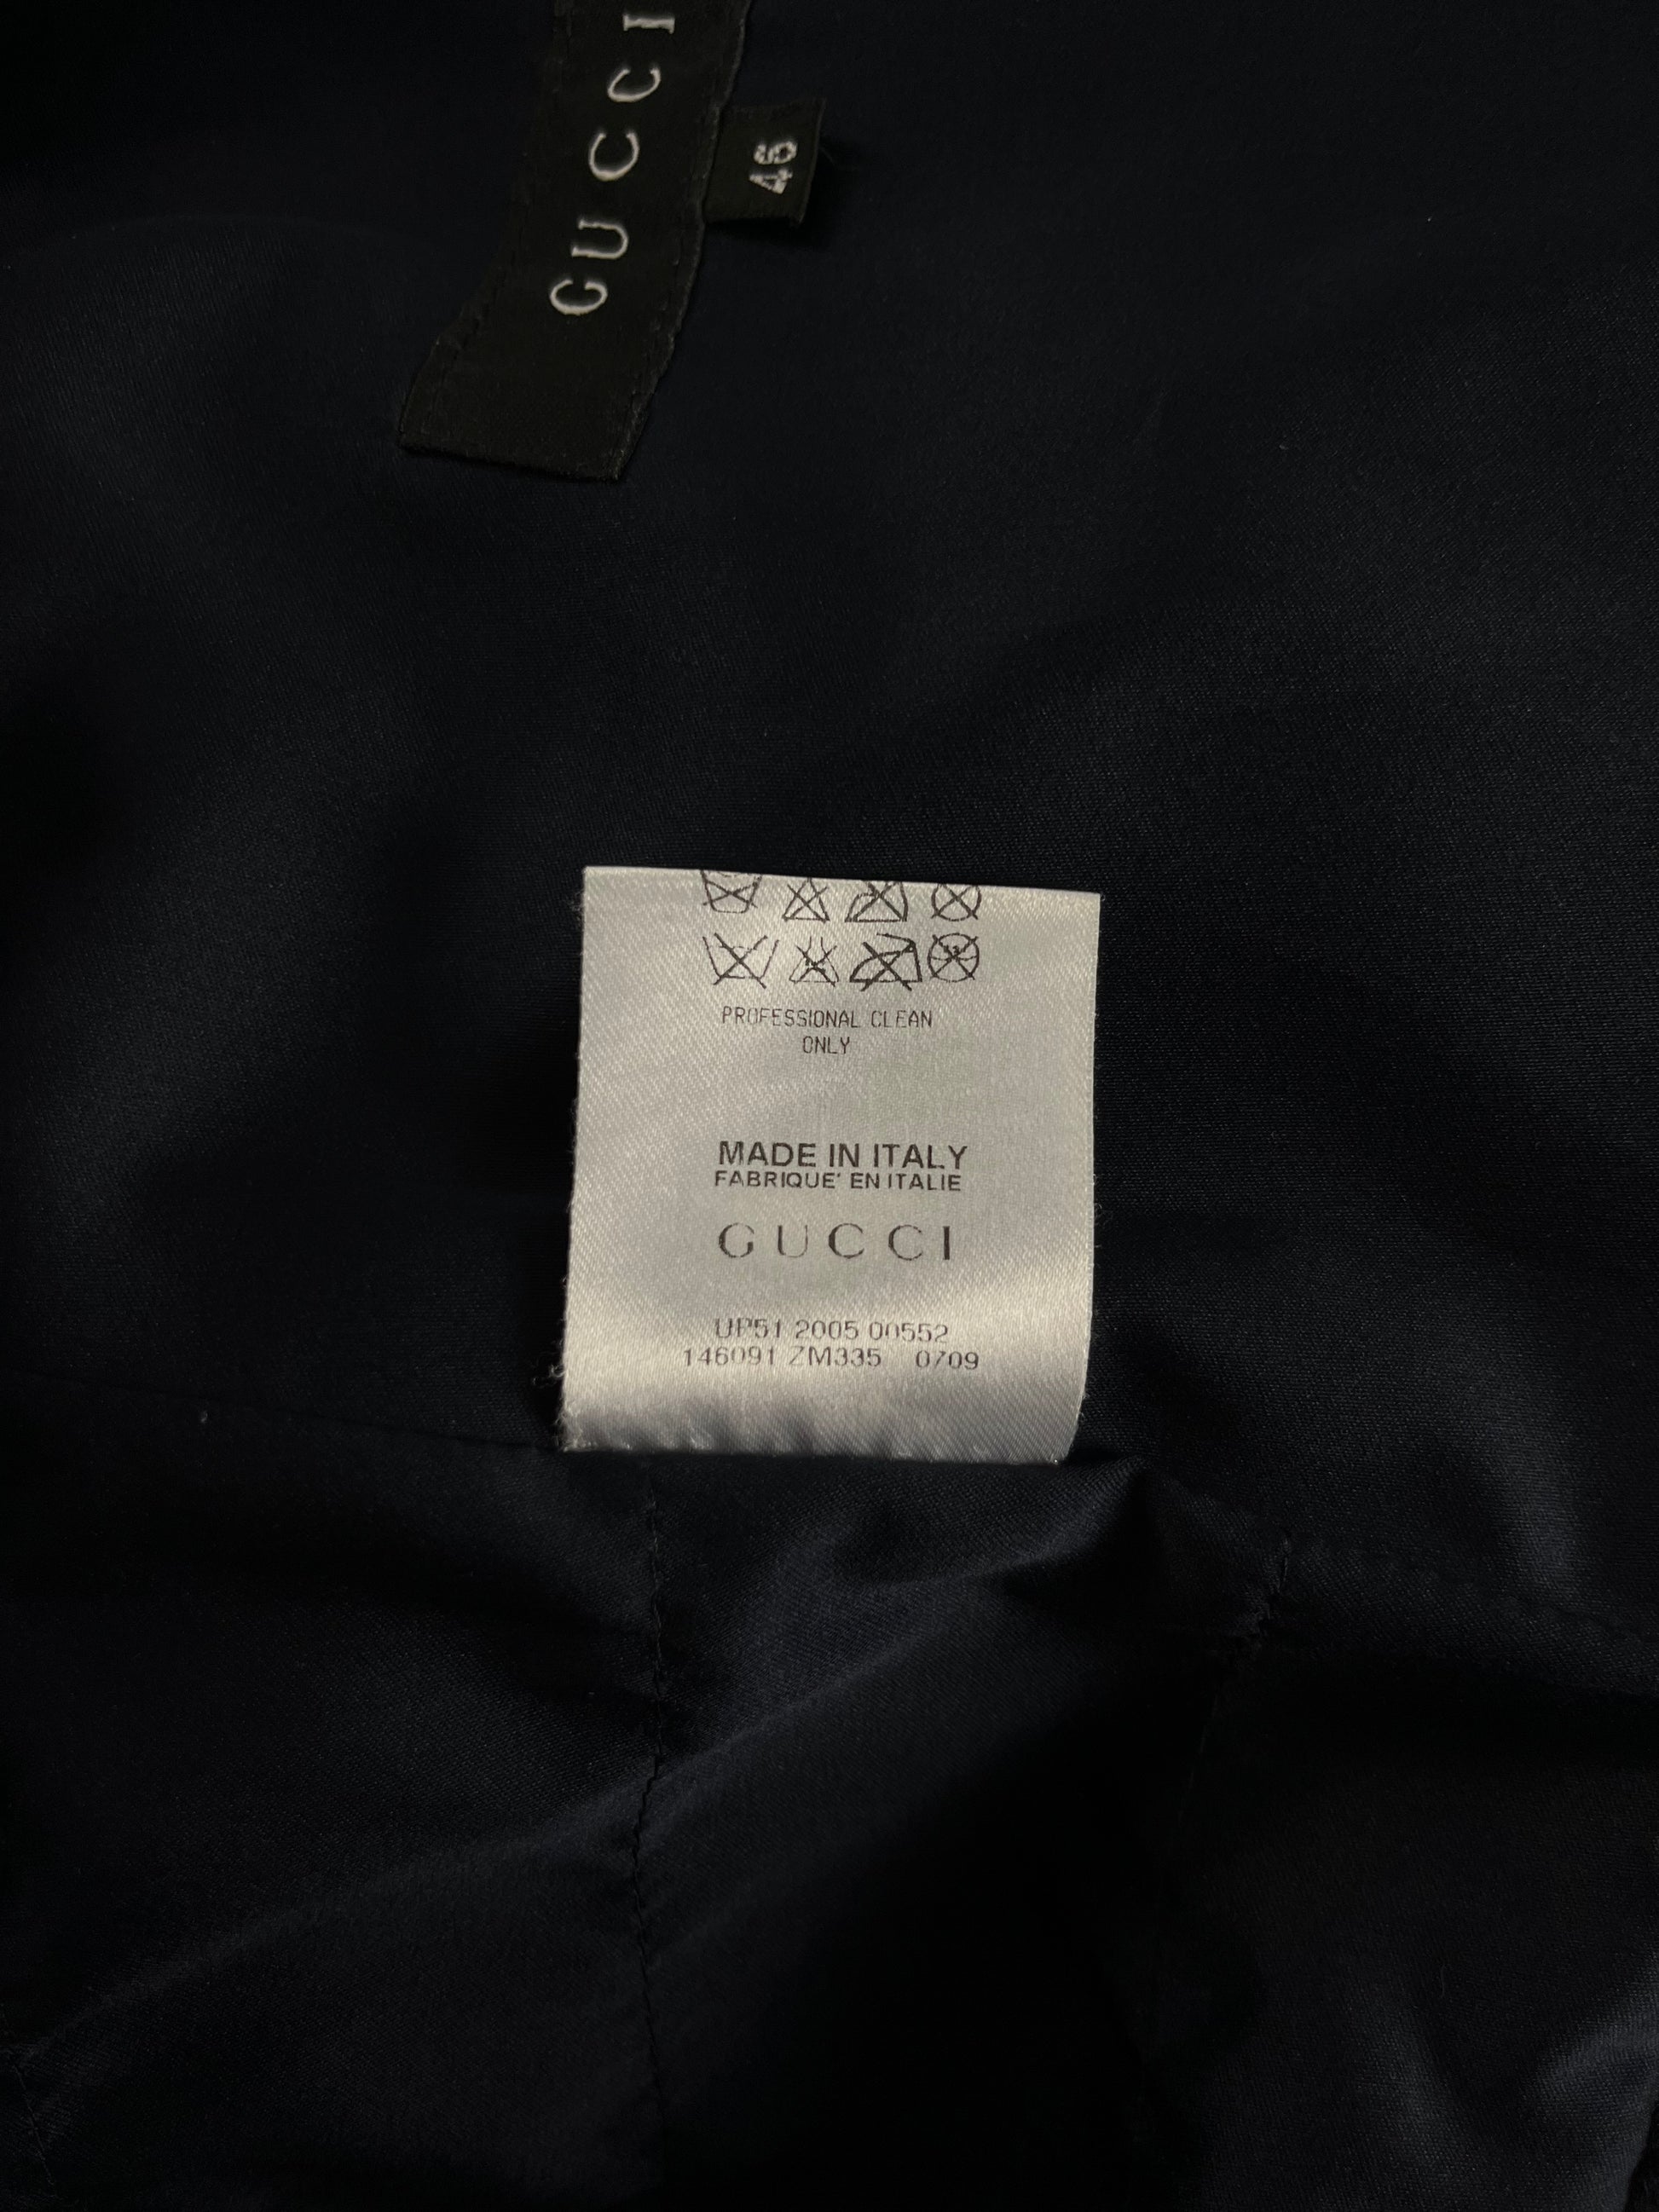 GUCCI
46
PROFESSIONAL CLEAN
ONLY
MADE IN ITALY
FABRIQUE' EN ITALIE
GUCCI
UP51 2005 00552
146091 ZM335 0709